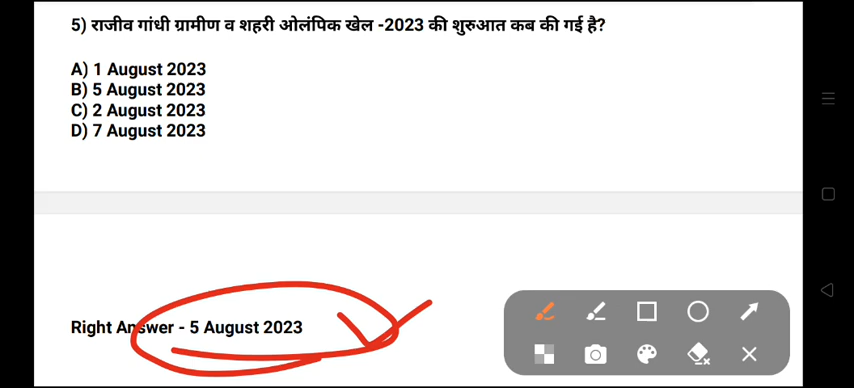 5) राजीव गांधी ग्रामीण व शहरी ओलंपिक खेल -2023 की शुरुआत कब की गई है?
A) 1 August 2023
B) 5 August 2023
C) 2 August 2023
D) 7 August 2023
Right Answer - 5 August 2023